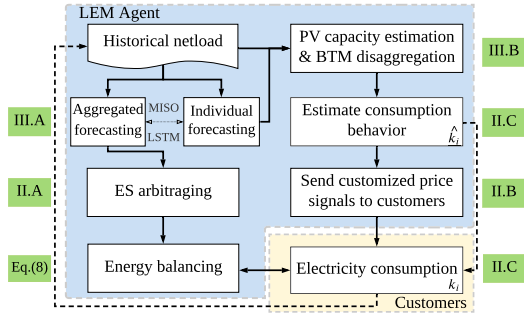 LEM Agent
Historical netload
PV capacity estimation
& BTM disaggregation
III.B
III.A
Aggregated
forecasting
MISO
LSTM
Individual
forecasting
Estimate consumption
behavior
k̂i
II.C
II.A
ES arbitraging
Send customized price
signals to customers
II.B
Eq.(8)
Energy balancing
Electricity consumption
ki
II.C
Customers